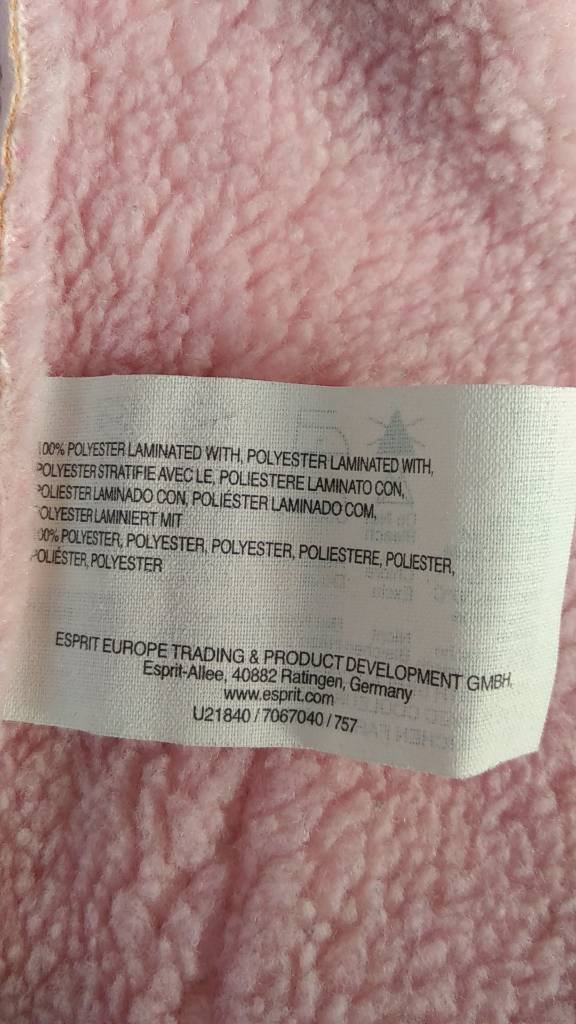 100% POLYESTER LAMINATED WITH, POLYESTER LAMINATED WITH,
POLYESTER STRATIFIE AVEC LE, POLIESTERE LAMINATO CON,
POLIESTER LAMINADO CON, POLIÉSTER LAMINADO COM,
POLYESTER LAMINIERT MIT
100% POLYESTER, POLYESTER, POLYESTER, POLIESTERE, POLIESTER,
POLIÉSTER, POLYESTER
ESPRIT EUROPE TRADING & PRODUCT DEVELOPMENT GMBH,
Esprit-Allee, 40882 Ratingen, Germany
www.esprit.com
U21840 / 7067040 / 757